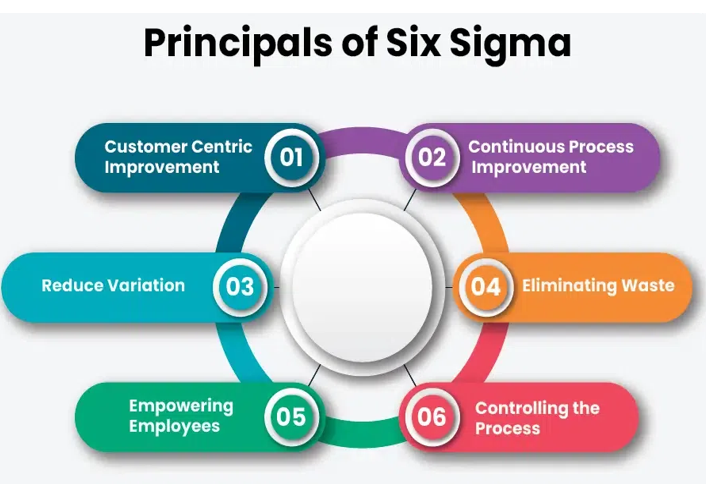 Principals of Six Sigma
Customer Centric
Improvement
01
02
Continuous Process
Improvement
Reduce Variation
03
04
Eliminating Waste
Empowering
Employees
05
06
Controlling the
Process